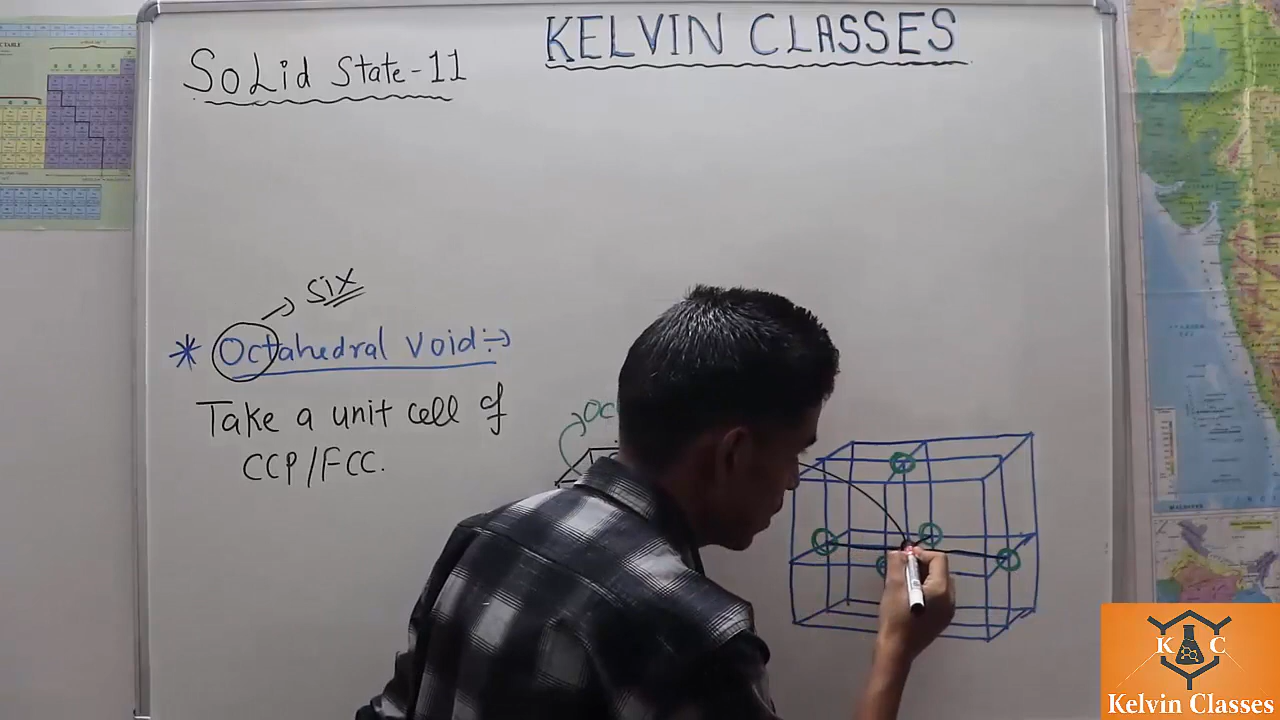 KELVIN CLASSES
SoLid State-11
Six
* Octahedral void :→
Take a unit cell of
CCP/FCC.
K C
Kelvin Classes